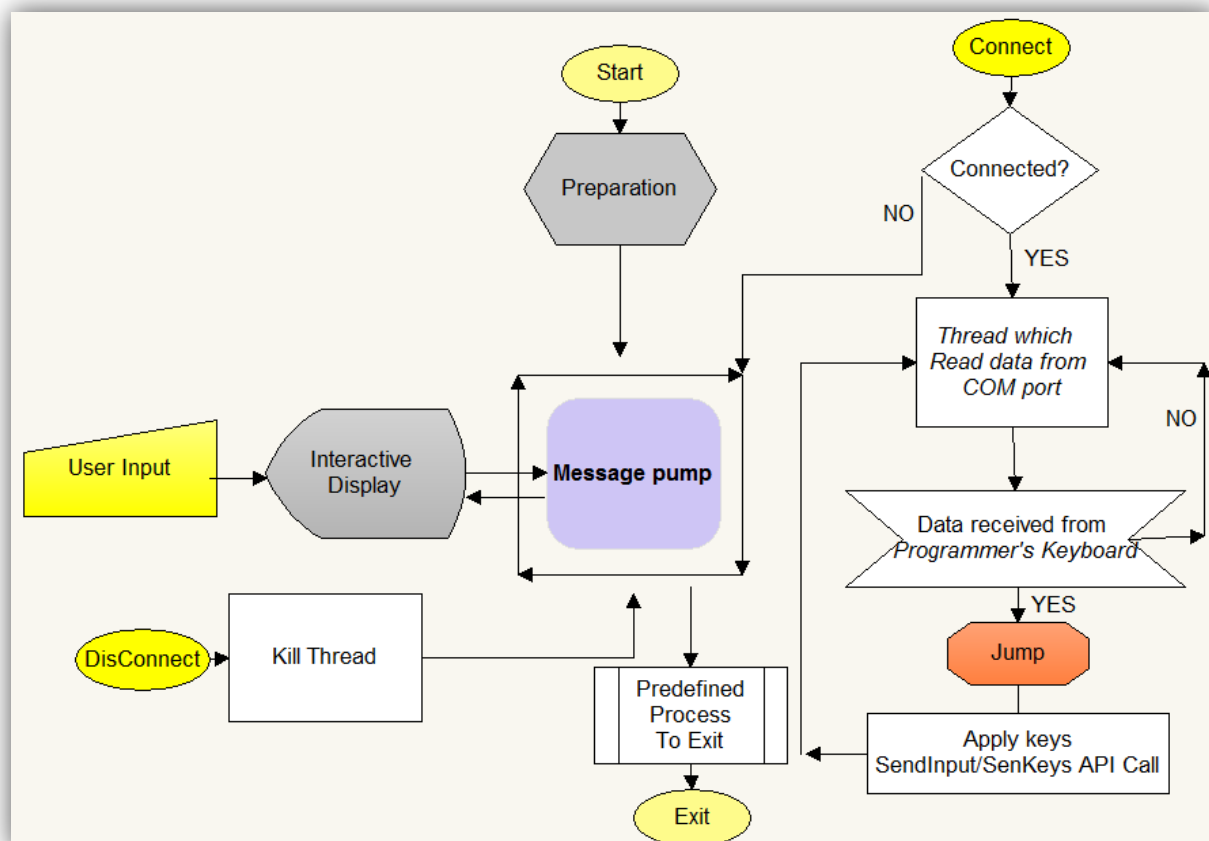 Start
Preparation
Connect
Connected?
NO
YES
Thread which
Read data from
COM port
NO
User Input
Interactive
Display
Message pump
Data received from
Programmer's Keyboard
YES
Jump
DisConnect
Kill Thread
Predefined
Process
To Exit
Apply keys
SendInput/SenKeys API Call
Exit